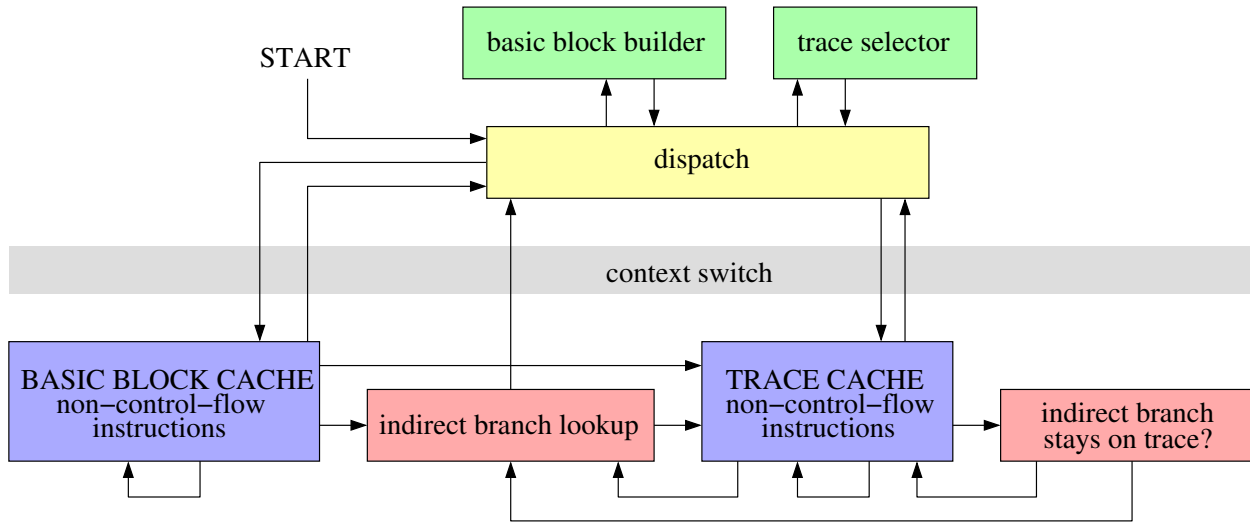 basic block builder
trace selector
START
dispatch
context switch
BASIC BLOCK CACHE
non−control−flow
instructions
indirect branch lookup
TRACE CACHE
non−control−flow
instructions
indirect branch
stays on trace?